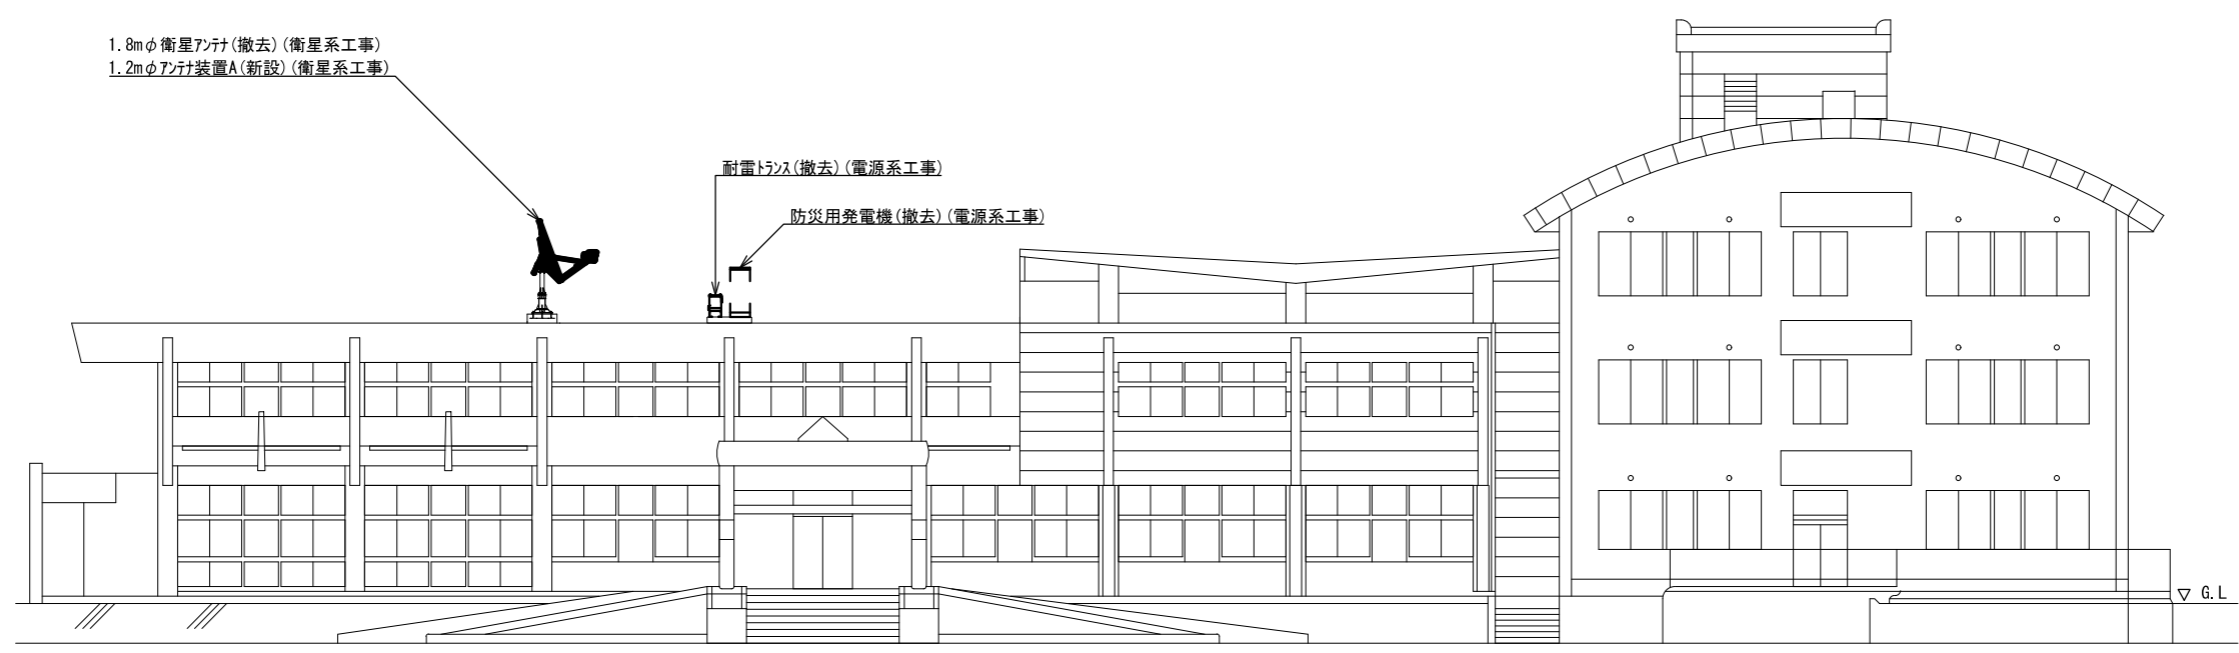 1.8mφ衛星ｱﾝﾃﾅ(撤去)(衛星系工事)
1.2mφｱﾝﾃﾅ装置A(新設)(衛星系工事)
耐雷ﾄﾗﾝｽ(撤去)(電源系工事)
防災用発電機(撤去)(電源系工事)
▽ G.L